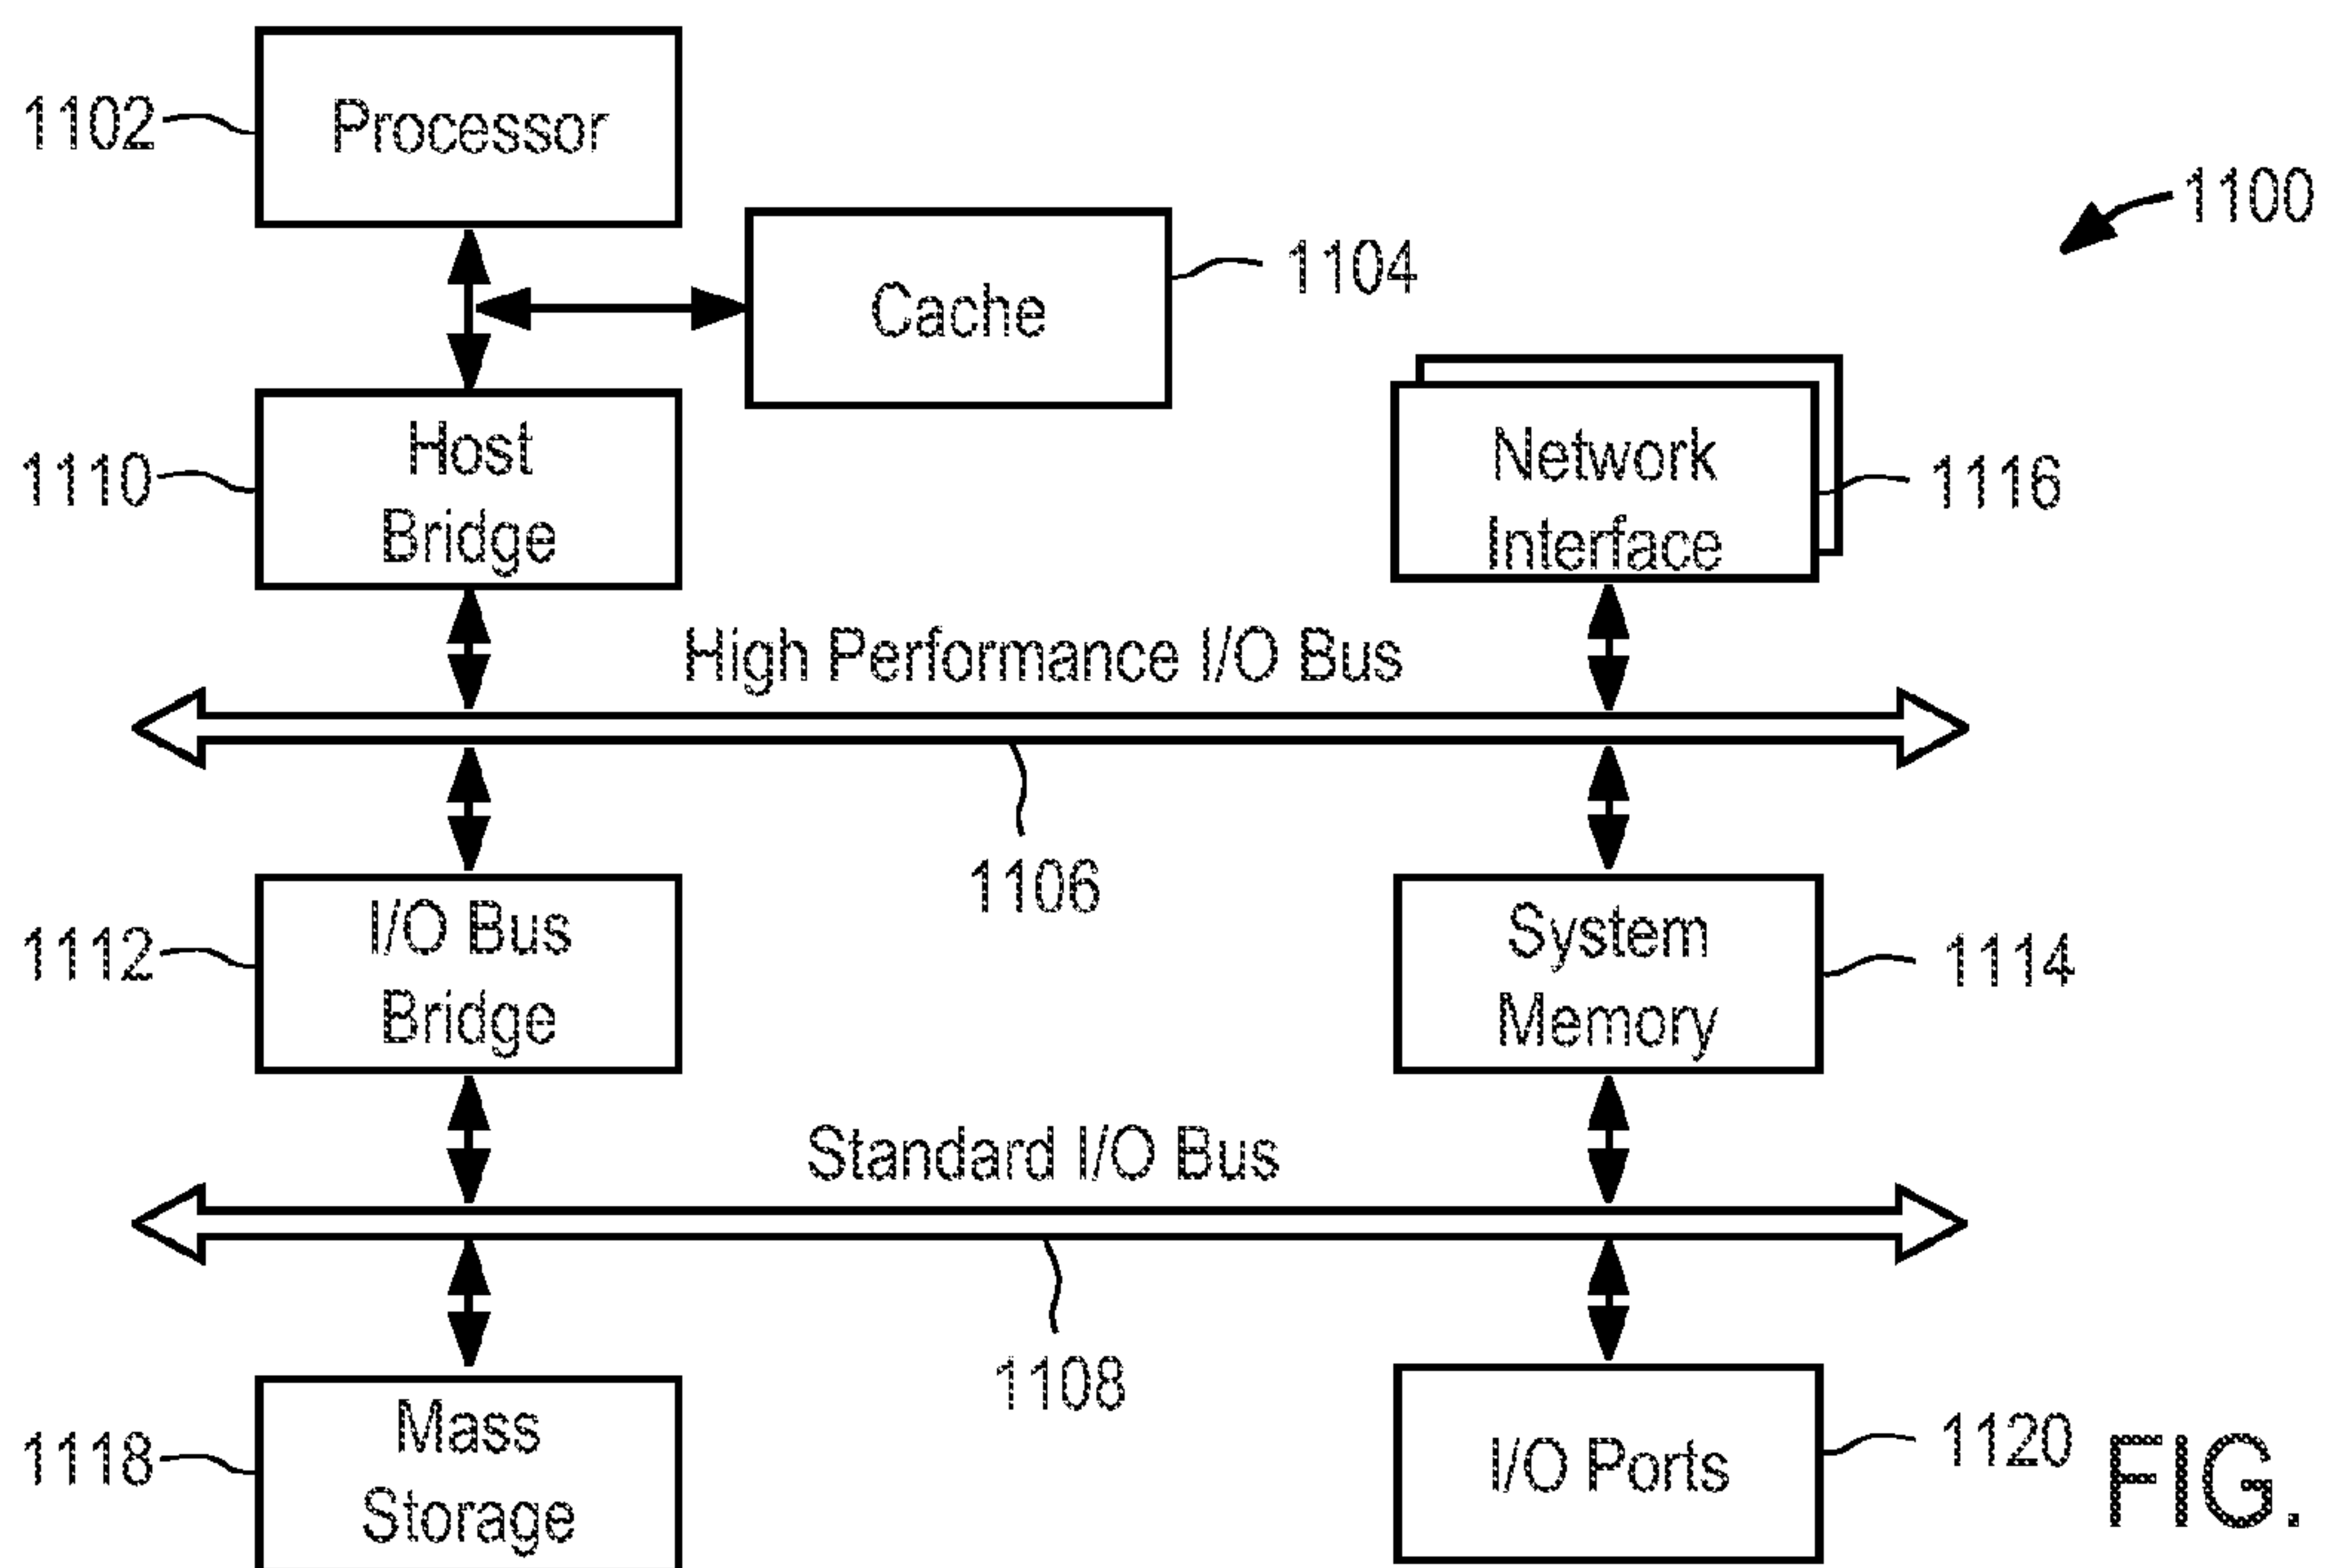 1102
Processor
1100
1104
Cache
1110
Host
Bridge
Network
Interface
1116
High Performance I/O Bus
1106
1112
I/O Bus
Bridge
System
Memory
1114
Standard I/O Bus
1108
1118
Mass
Storage
I/O Ports
1120
FIG.